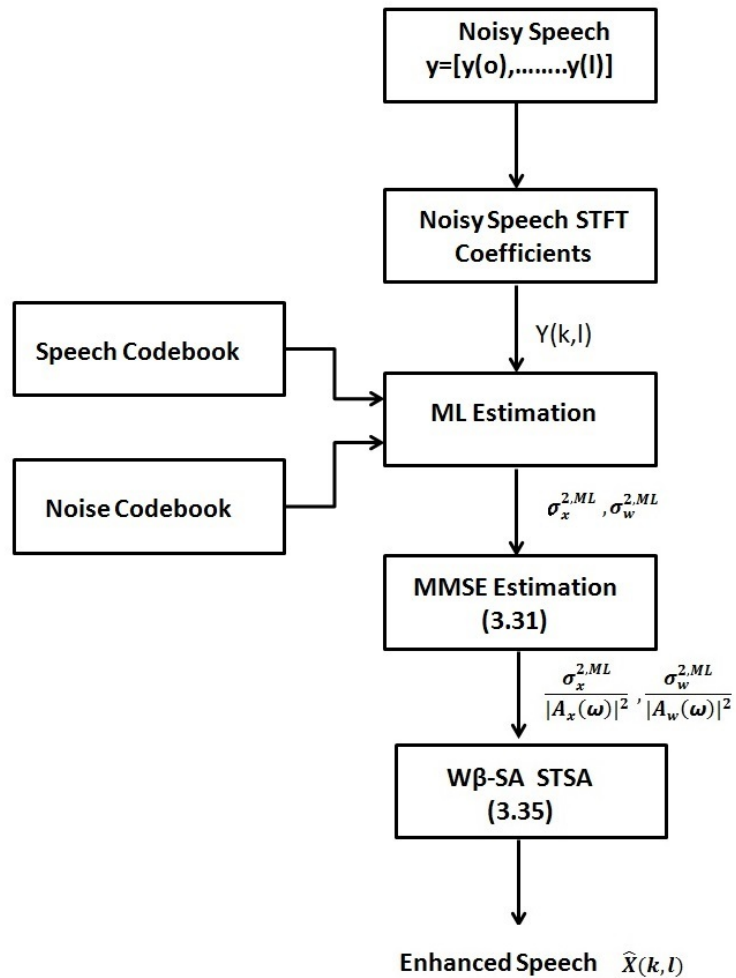 Noisy Speech
y=[y(o),........y(l)]
Noisy Speech STFT
Coefficients
Y(k,l)
Speech Codebook
ML Estimation
Noise Codebook
σ_x^{2,ML} , σ_w^{2,ML}
MMSE Estimation
(3.31)
σ_x^{2,ML} / |A_x(ω)|^2 , σ_w^{2,ML} / |A_w(ω)|^2
Wβ-SA STSA
(3.35)
Enhanced Speech X̂(k,l)